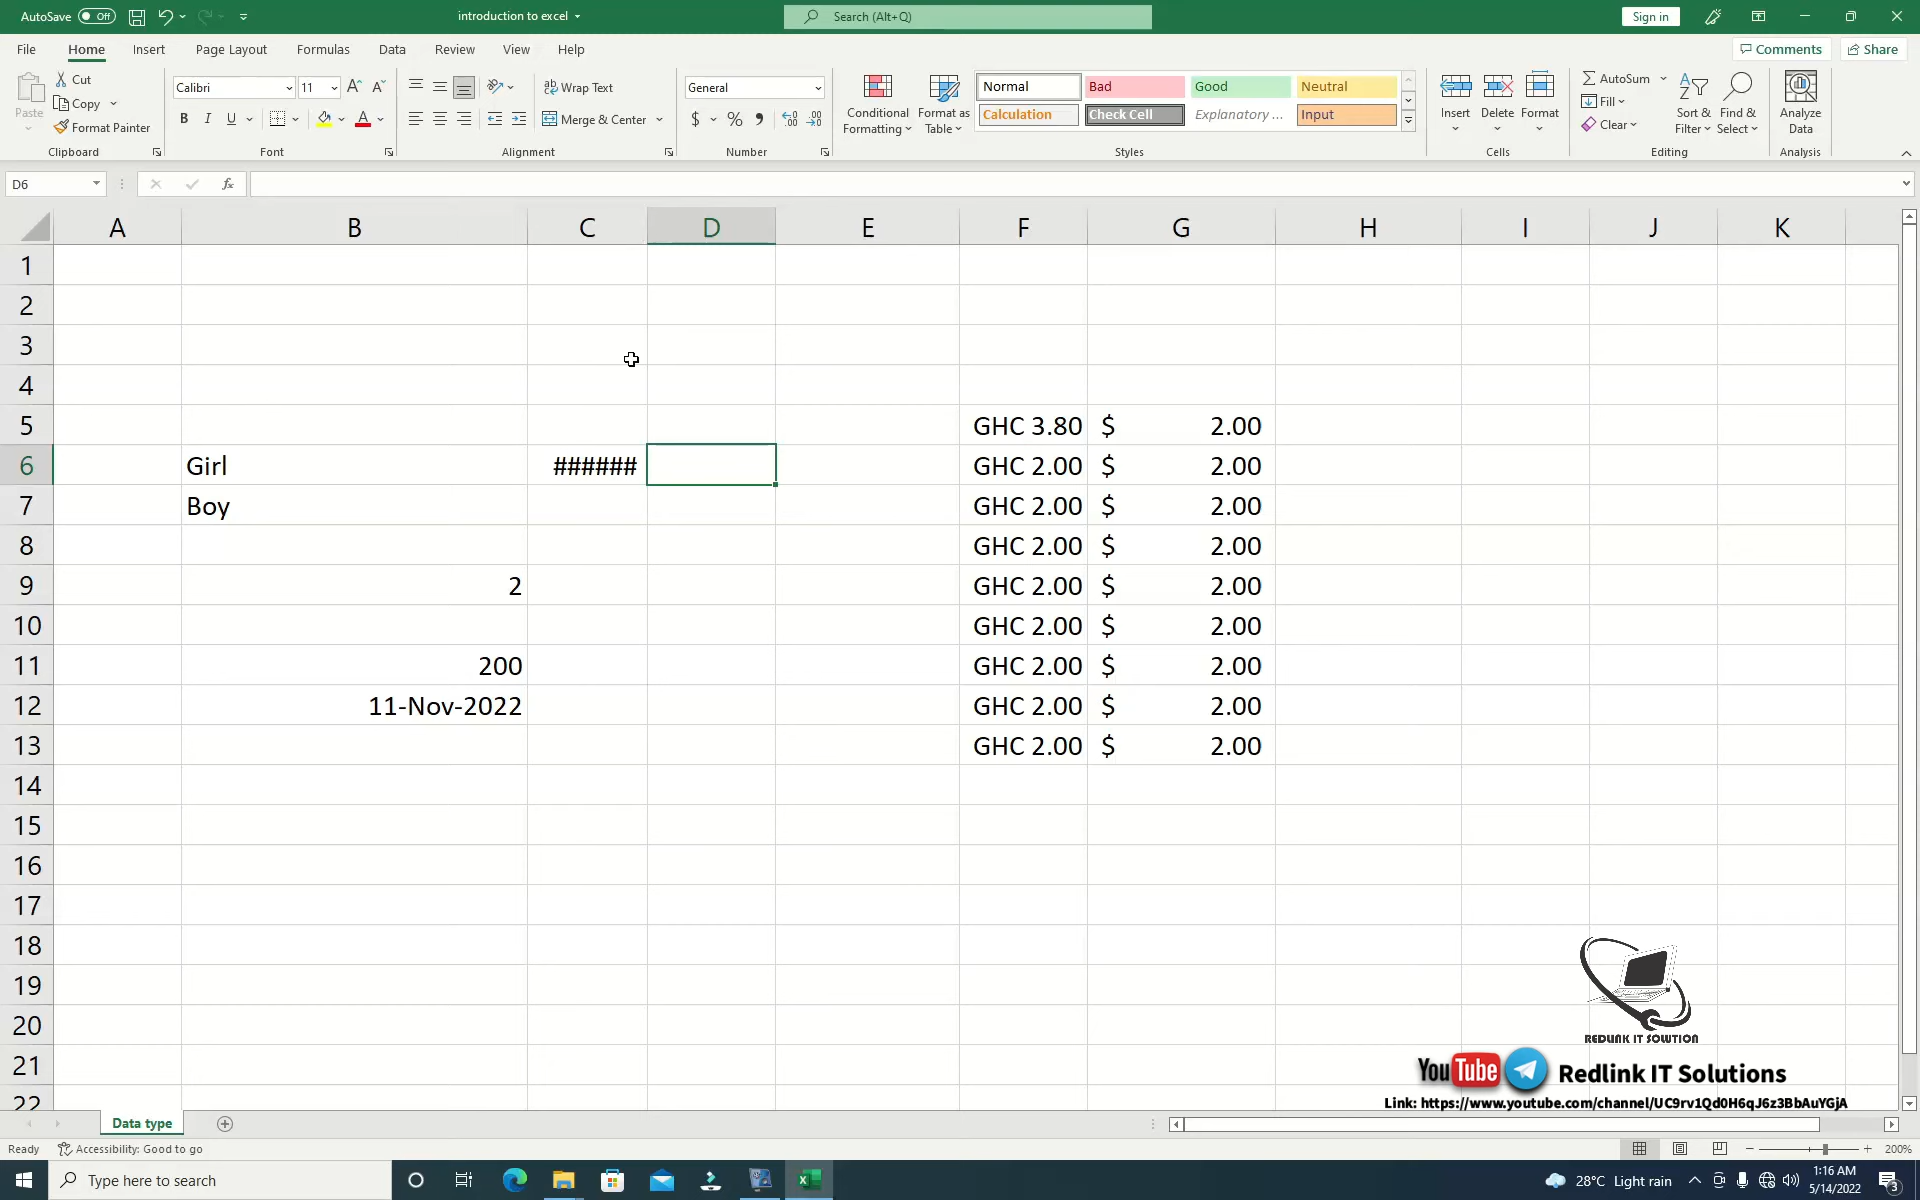 AutoSave Off introduction to excel Search (Alt+Q) Sign in
File Home Insert Page Layout Formulas Data Review View Help Comments Share
Paste Cut Copy Format Painter Clipboard
Calibri 11 B I U A Font
Wrap Text Merge & Center Alignment
General $ % Number
Conditional Formatting Format as Table Normal Bad Good Neutral
Calculation Check Cell Explanatory ... Input Styles
Insert Delete Format Cells
AutoSum Fill Clear Sort & Filter Find & Select Editing
Analyze Data Analysis
D6 fx
A B C D E F G H I J K
1
2
3
4
5 GHC 3.80 $ 2.00
6 Girl ###### GHC 2.00 $ 2.00
7 Boy GHC 2.00 $ 2.00
8 GHC 2.00 $ 2.00
9 2 GHC 2.00 $ 2.00
10 GHC 2.00 $ 2.00
11 200 GHC 2.00 $ 2.00
12 11-Nov-2022 GHC 2.00 $ 2.00
13 GHC 2.00 $ 2.00
14
15
16
17
18
19
20
21
22
REDLINK IT SOLUTION
YouTube Redlink IT Solutions
Link: https://www.youtube.com/channel/UC9rv1Qd0H6qJ6z3BbAuYGjA
Data type
Ready Accessibility: Good to go 200%
Type here to search 28°C Light rain 1:16 AM
5/14/2022 3